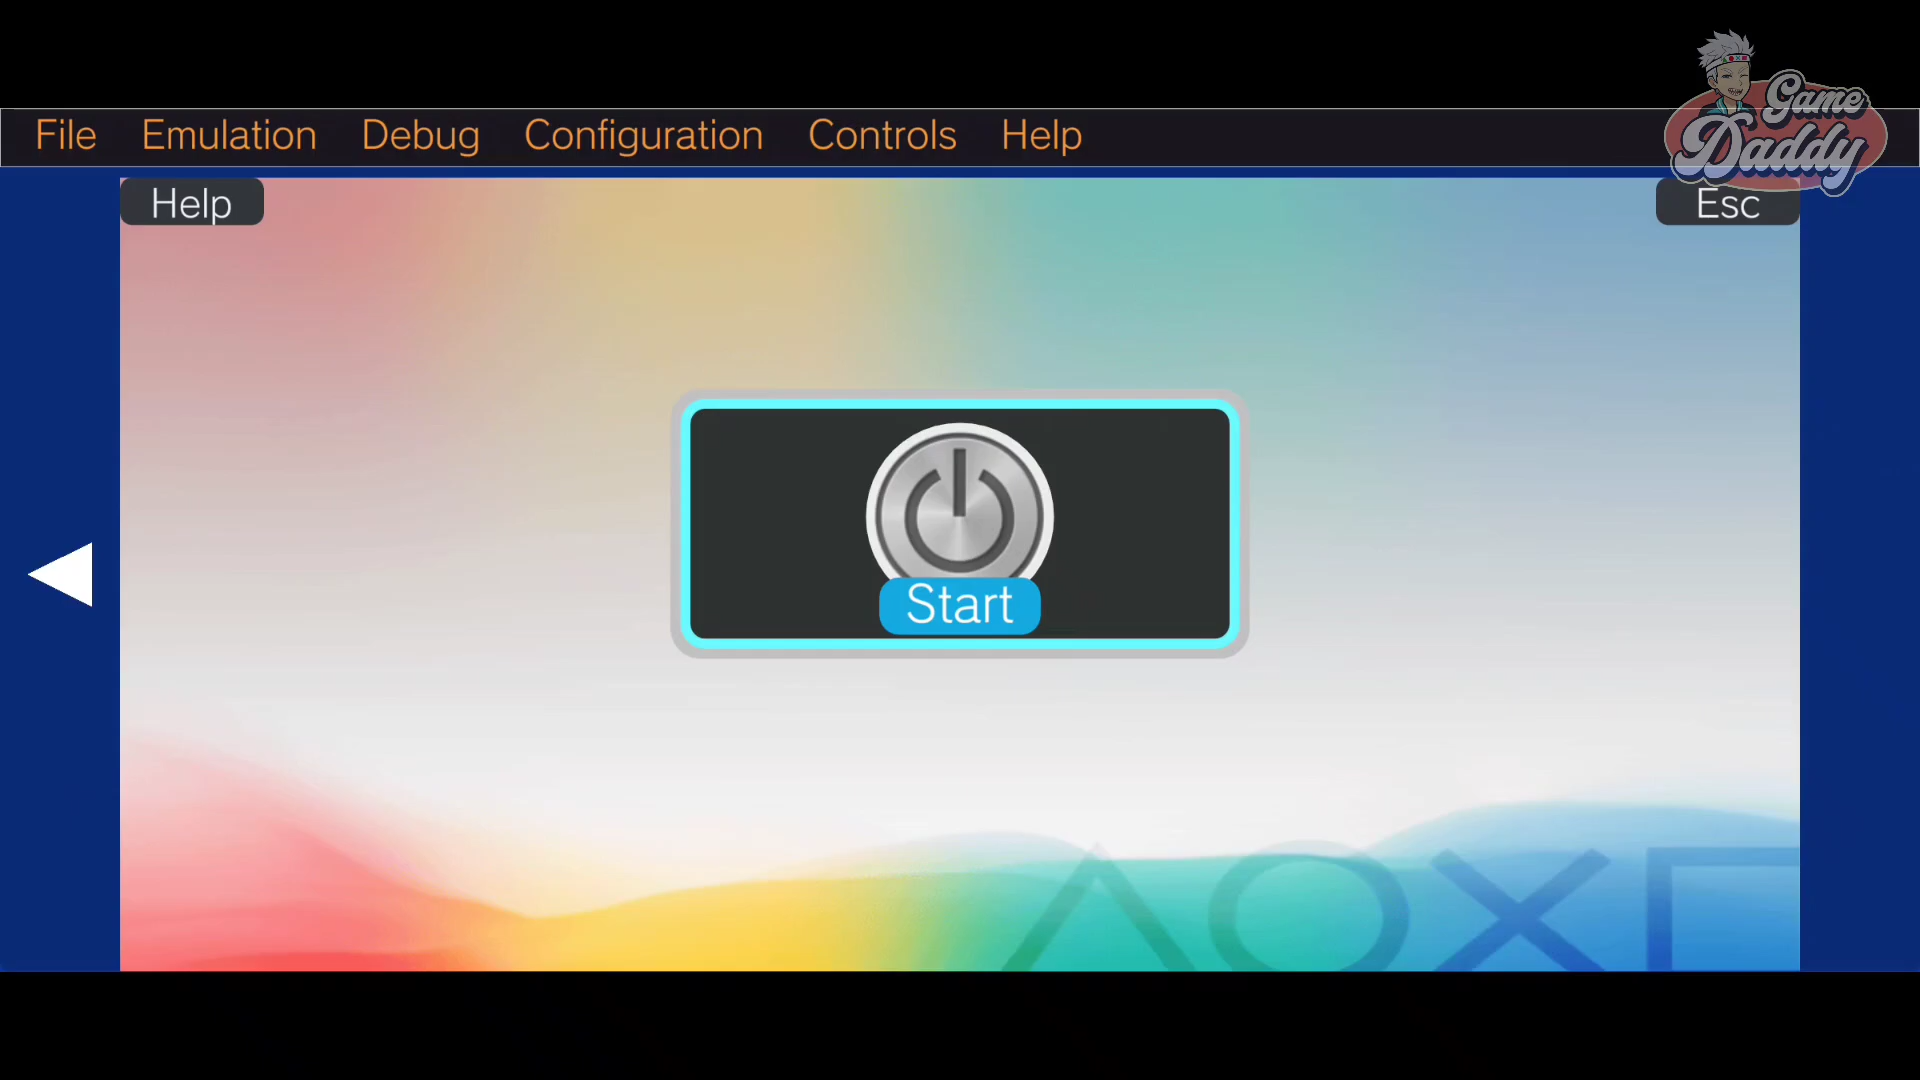 Game
Daddy
File Emulation Debug Configuration Controls Help
Help
Esc
Start